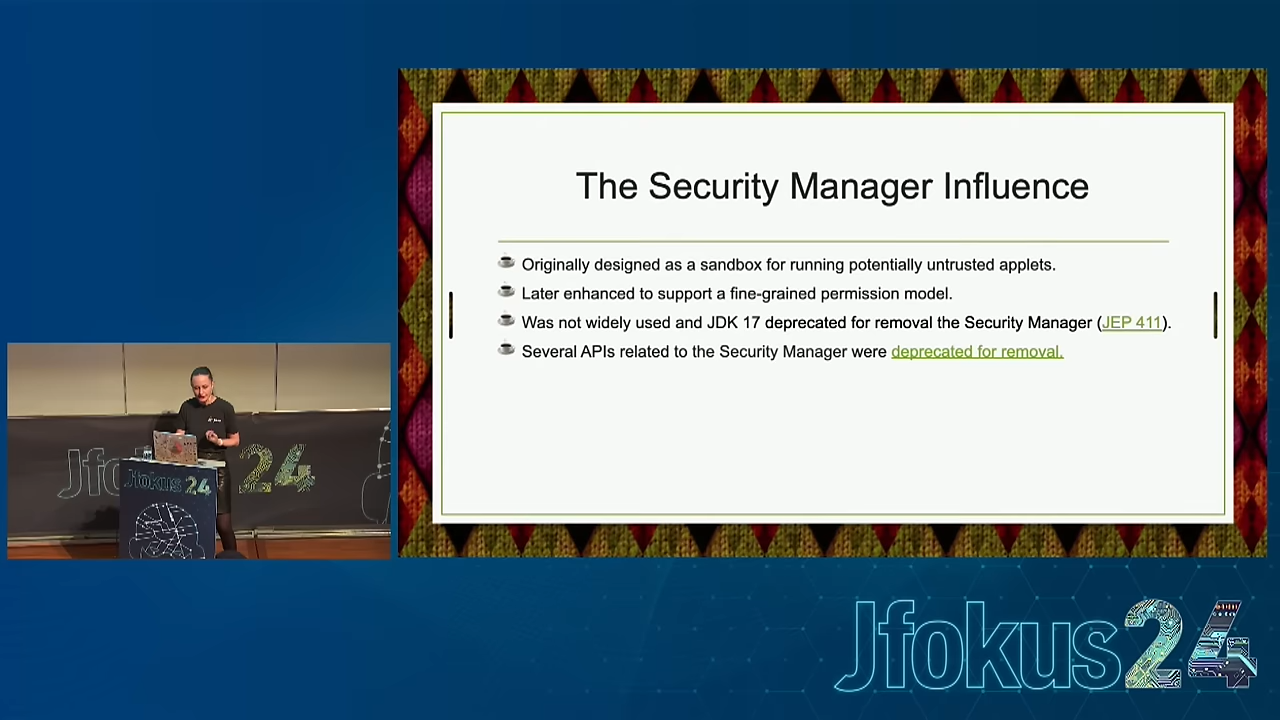 The Security Manager Influence
Originally designed as a sandbox for running potentially untrusted applets.
Later enhanced to support a fine-grained permission model.
Was not widely used and JDK 17 deprecated for removal the Security Manager (JEP 411).
Several APIs related to the Security Manager were deprecated for removal.
Jfo 24
Jfokus 24
Jfokus24